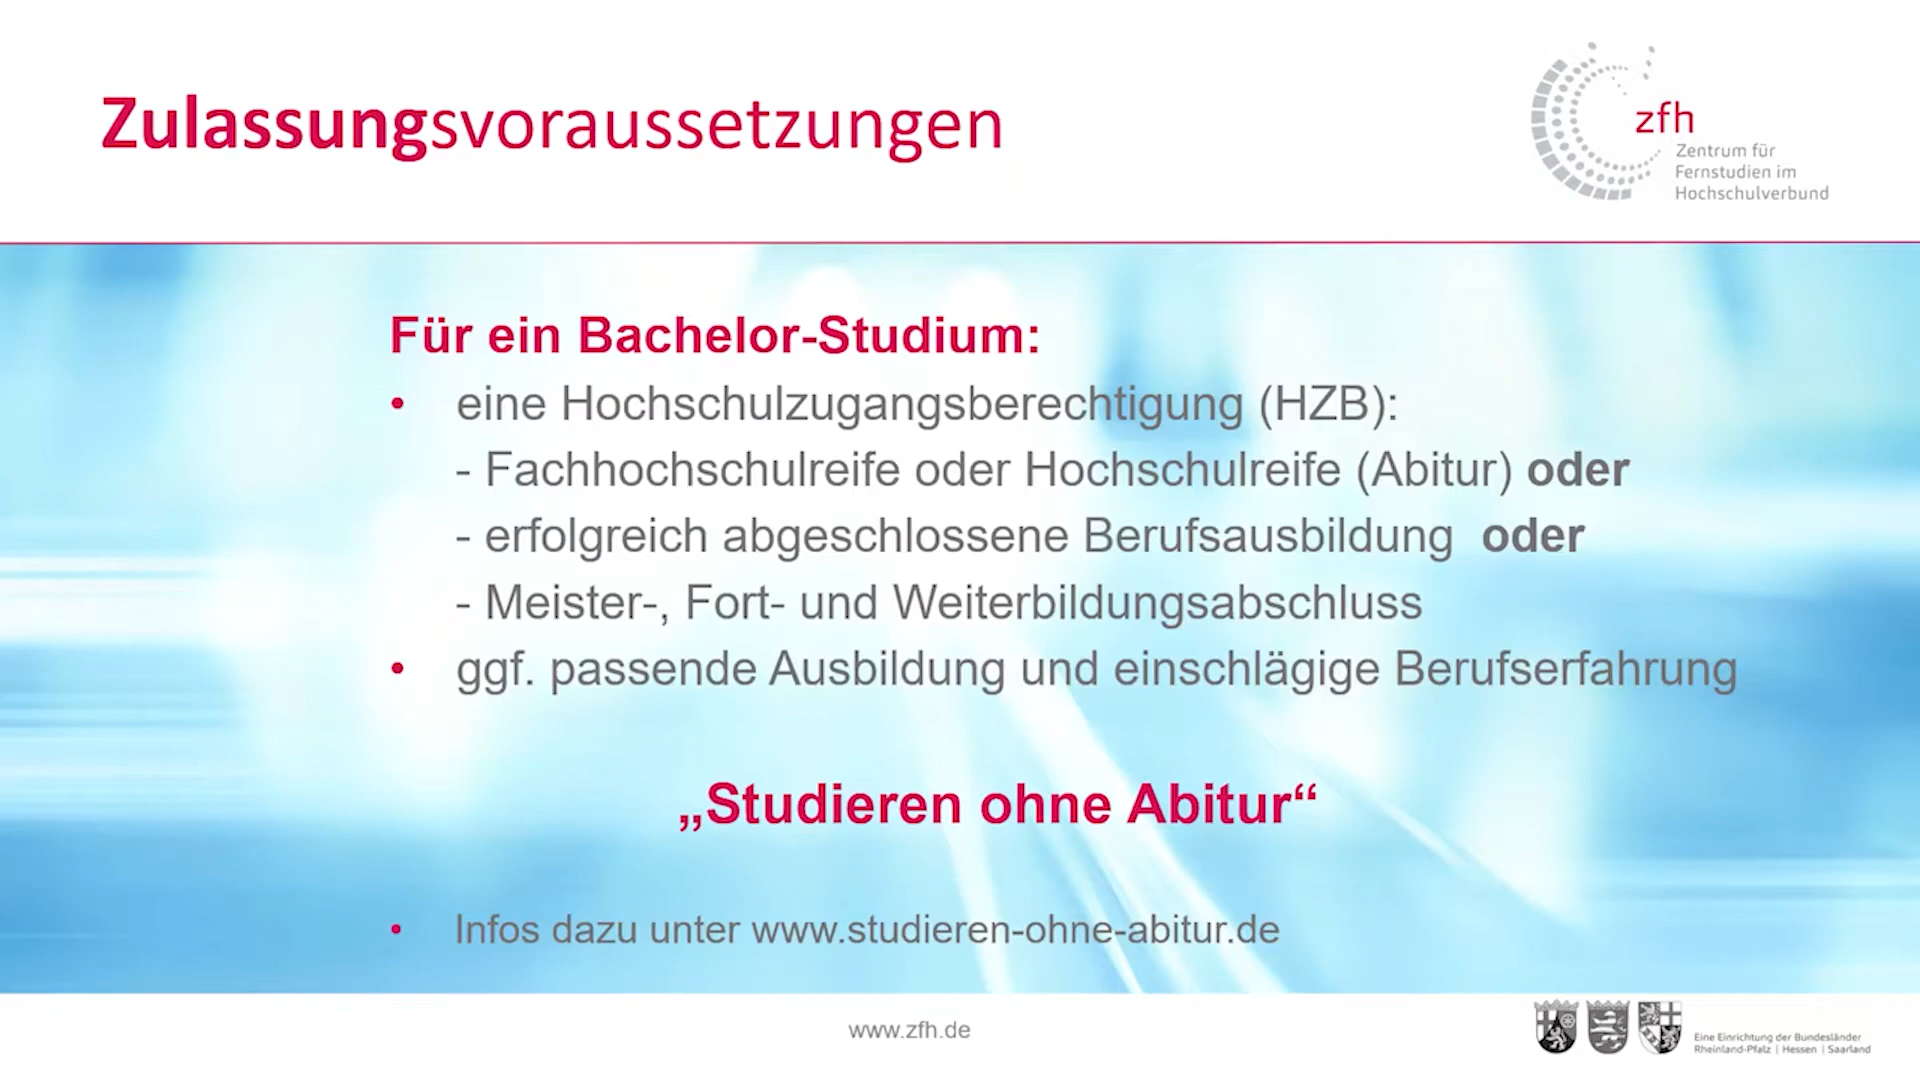 Zulassungsvoraussetzungen
zfh
Zentrum für
Fernstudien im
Hochschulverbund
Für ein Bachelor-Studium:
• eine Hochschulzugangsberechtigung (HZB):
- Fachhochschulreife oder Hochschulreife (Abitur) oder
- erfolgreich abgeschlossene Berufsausbildung oder
- Meister-, Fort- und Weiterbildungsabschluss
• ggf. passende Ausbildung und einschlägige Berufserfahrung
„Studieren ohne Abitur“
• Infos dazu unter www.studieren-ohne-abitur.de
www.zfh.de
Eine Einrichtung der Bundesländer
Rheinland-Pfalz | Hessen | Saarland